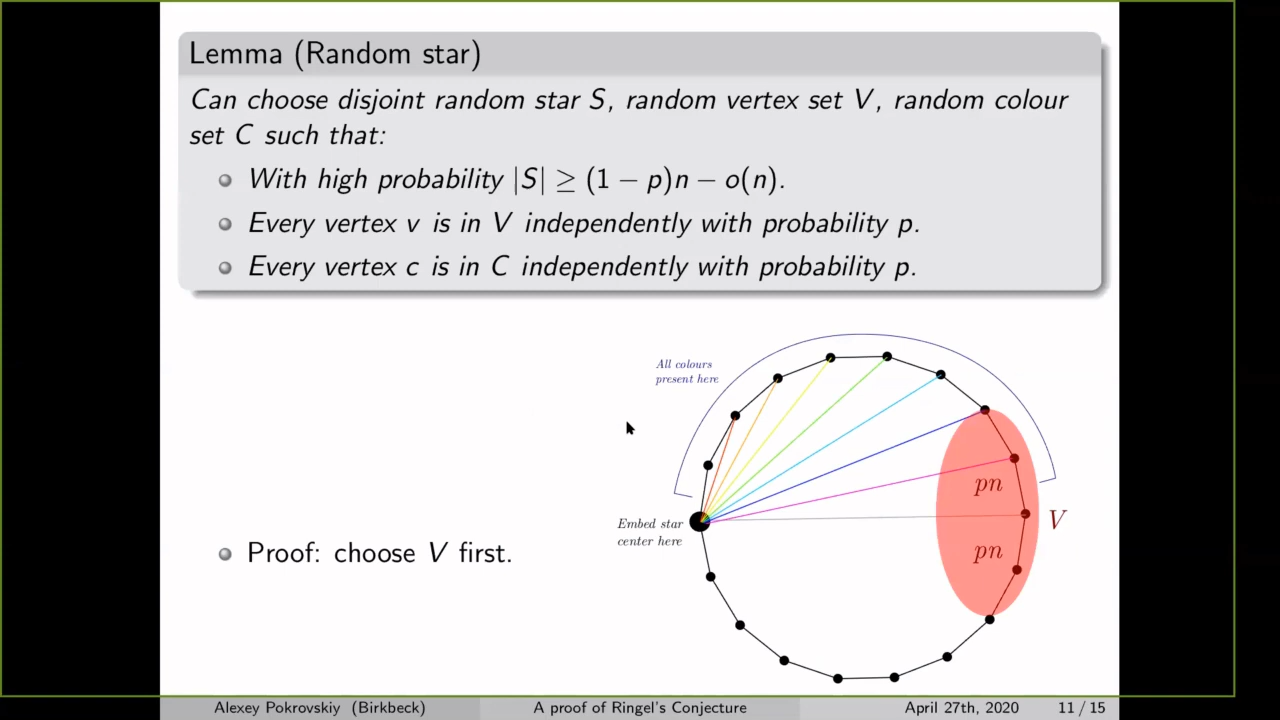 Lemma (Random star)
Can choose disjoint random star S, random vertex set V, random colour
set C such that:
With high probability |S| ≥ (1 − p)n − o(n).
Every vertex v is in V independently with probability p.
Every vertex c is in C independently with probability p.
All colours
present here
pn
V
Embed star
center here
pn
Proof: choose V first.
Alexey Pokrovskiy (Birkbeck) A proof of Ringel's Conjecture April 27th, 2020 11 / 15